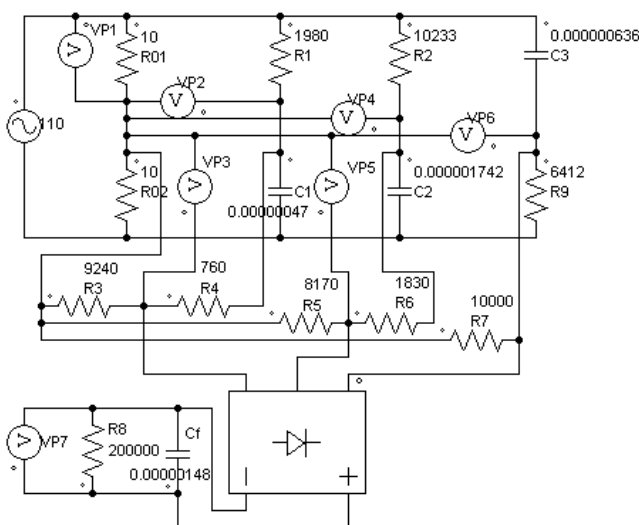 VP1
10
R01
1980
R1
10233
R2
0.000000636
C3
VP2
VP4
VP6
V
V
V
V
110
10
R02
VP3
V
C1
0.00000047
VP5
V
0.000001742
C2
6412
R9
9240
R3
760
R4
8170
R5
1830
R6
10000
R7
VP7
V
R8
200000
Cf
0.00000148